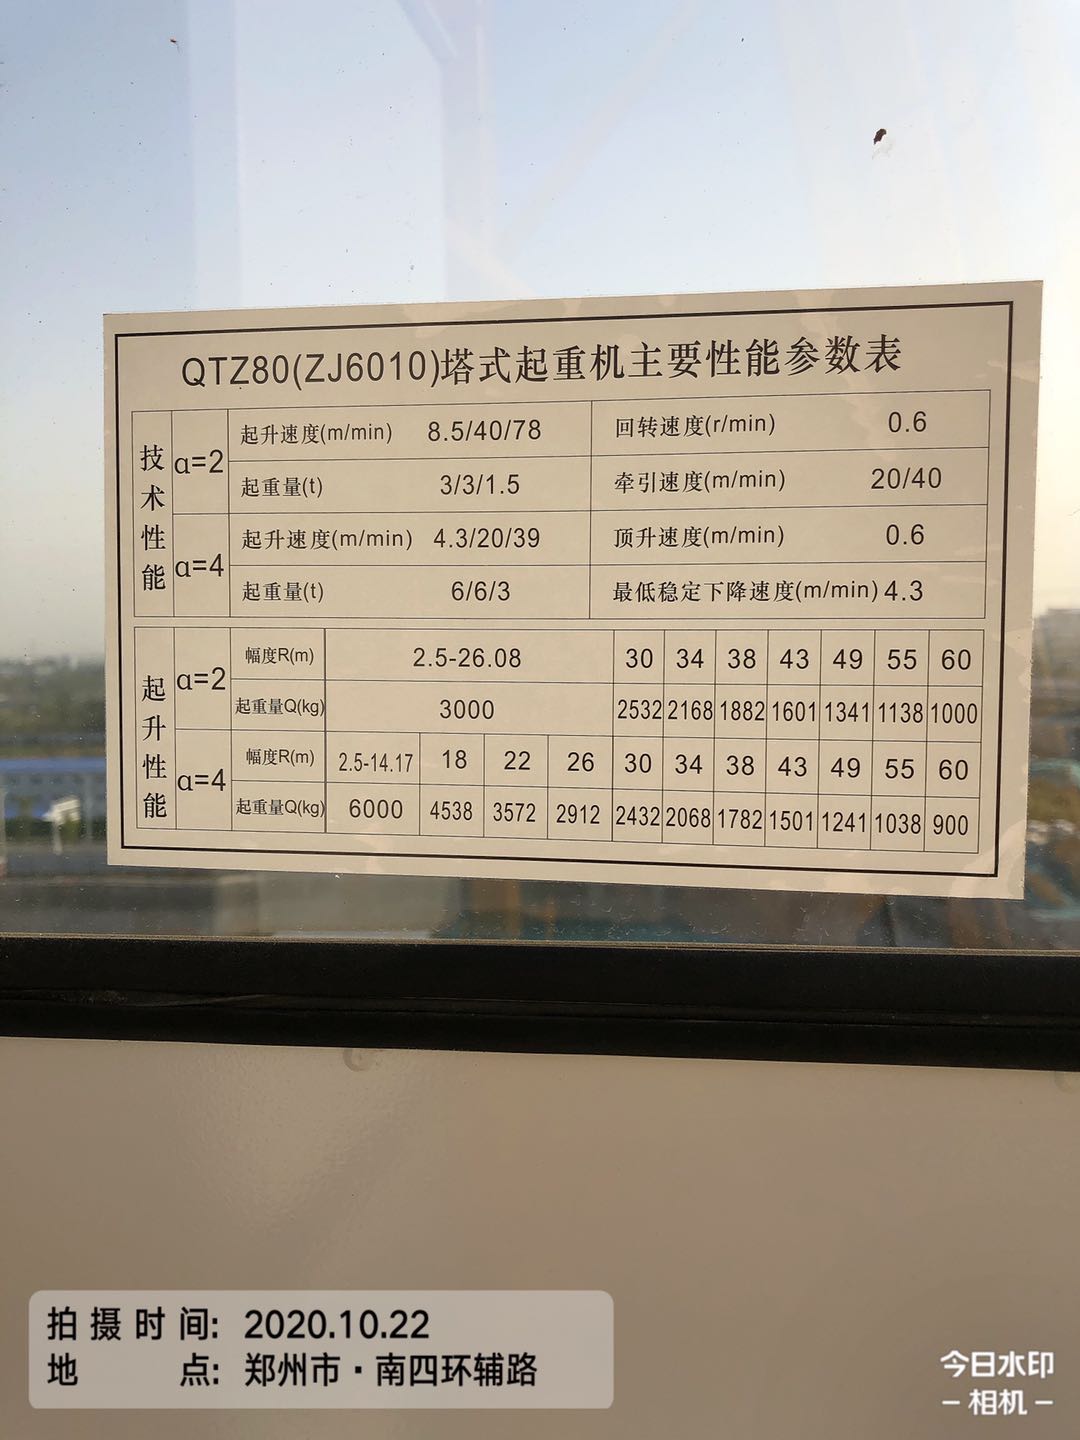 QTZ80(ZJ6010)塔式起重机主要性能参数表
技术性能 α=2 起升速度(m/min) 8.5/40/78 回转速度(r/min) 0.6
起重量(t) 3/3/1.5 牵引速度(m/min) 20/40
α=4 起升速度(m/min) 4.3/20/39 顶升速度(m/min) 0.6
起重量(t) 6/6/3 最低稳定下降速度(m/min) 4.3
起升性能 α=2 幅度R(m) 2.5-26.08 30 34 38 43 49 55 60
起重量Q(kg) 3000 2532 2168 1882 1601 1341 1138 1000
α=4 幅度R(m) 2.5-14.17 18 22 26 30 34 38 43 49 55 60
起重量Q(kg) 6000 4538 3572 2912 2432 2068 1782 1501 1241 1038 900
拍摄时间: 2020.10.22
地 点: 郑州市·南四环辅路
今日水印
－相机－